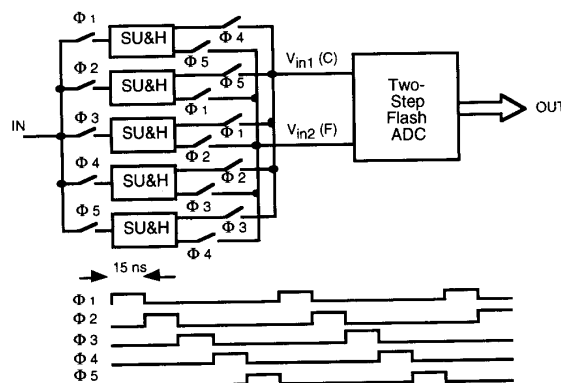 Φ 1
SU&H
Φ 4
Φ 5
Φ 2
SU&H
Φ 5
Φ 1
Vin1 (C)
IN
Φ 3
SU&H
Φ 1
Φ 2
Vin2 (F)
Two-
Step
Flash
ADC
OUT
Φ 4
SU&H
Φ 2
Φ 3
Φ 5
SU&H
Φ 3
Φ 4
15 ns
Φ 1
Φ 2
Φ 3
Φ 4
Φ 5